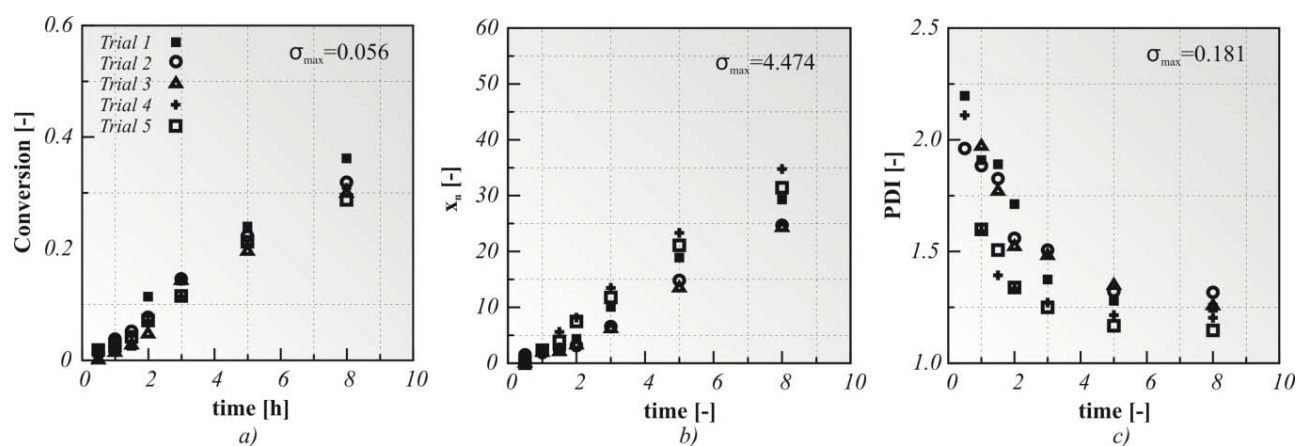 0.6
0.4
0.2
0
Conversion [-]
Trial 1
Trial 2
Trial 3
Trial 4
Trial 5
σmax=0.056
0 2 4 6 8 10
time [h]
a)
60
50
40
30
20
10
0
xn [-]
σmax=4.474
0 2 4 6 8 10
time [-]
b)
2.5
2.0
1.5
1.0
PDI [-]
σmax=0.181
0 2 4 6 8 10
time [-]
c)